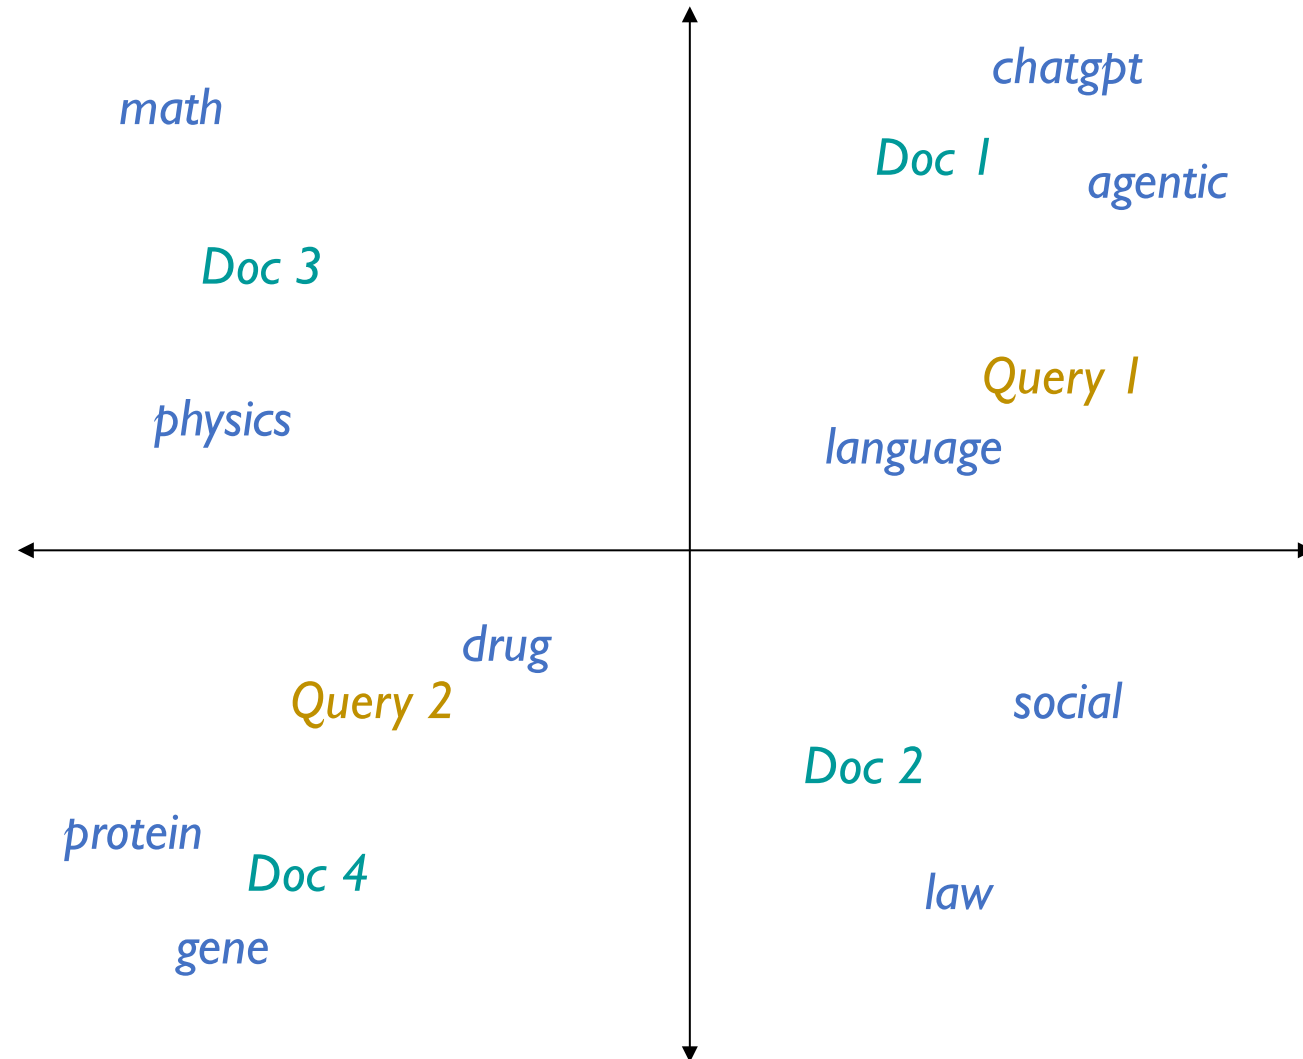 chatgpt
math
Doc 1
agentic
Doc 3
Query 1
physics
language
drug
Query 2
social
Doc 2
protein
Doc 4
law
gene